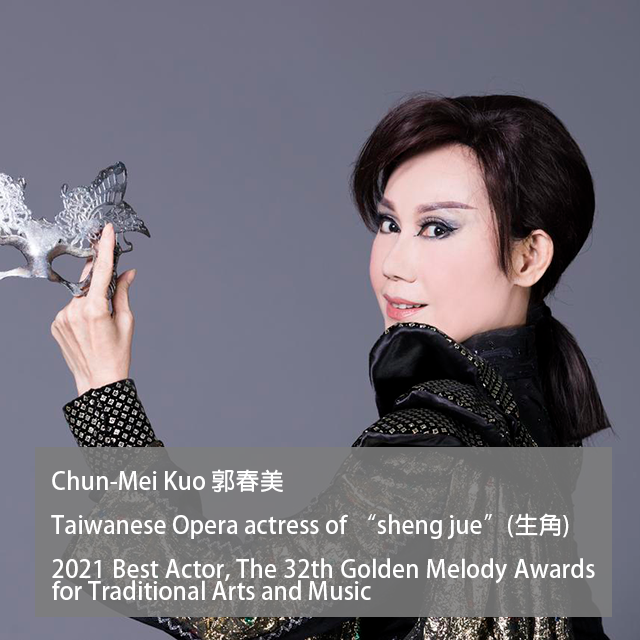 Chun-Mei Kuo 郭春美
Taiwanese Opera actress of “sheng jue” (生角)
2021 Best Actor, The 32th Golden Melody Awards
for Traditional Arts and Music